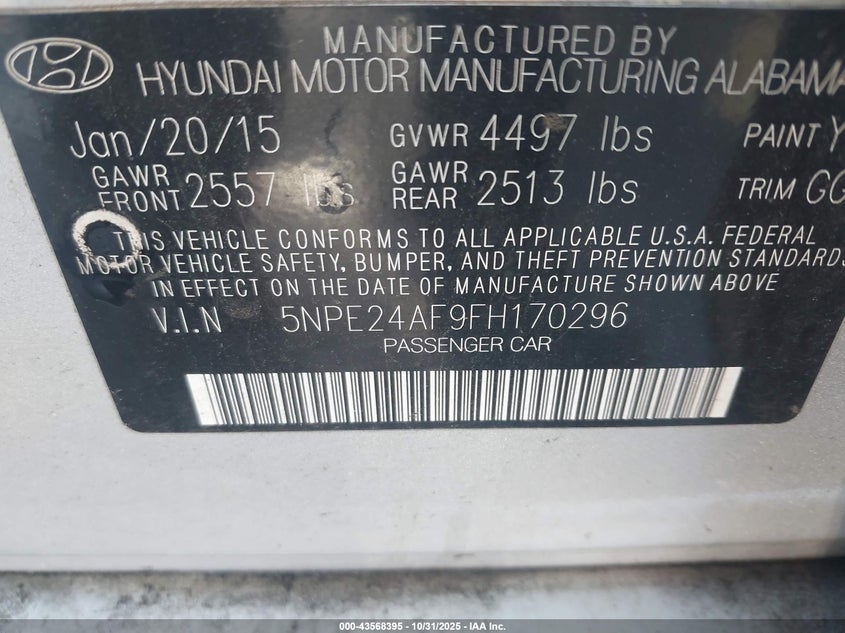 MANUFACTURED BY
HYUNDAI MOTOR MANUFACTURING ALABAMA
Jan/20/15 GVWR 4497 lbs PAINT Y
GAWR FRONT 2557 lbs GAWR REAR 2513 lbs TRIM GG
THIS VEHICLE CONFORMS TO ALL APPLICABLE U.S.A. FEDERAL
MOTOR VEHICLE SAFETY, BUMPER, AND THEFT PREVENTION STANDARDS
IN EFFECT ON THE DATE OF MANUFACTURE SHOWN ABOVE
V.I.N 5NPE24AF9FH170296
PASSENGER CAR
000-43568395 - 10/31/2025 - IAA Inc.